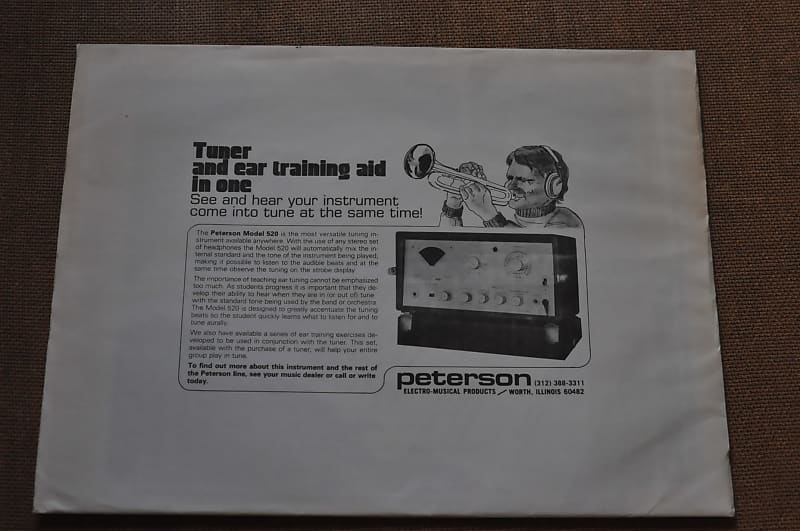 Tuner
and ear training aid
in one
See and hear your instrument
come into tune at the same time!
The Peterson Model 520 is the most versatile tuning in-
strument available anywhere. With the use of any stereo set
of headphones the Model 520 will automatically mix the in-
ternal standard and the tone of the instrument being played,
making it possible to listen to the audible beats and at the
same time observe the tuning on the strobe display
The importance of teaching ear tuning cannot be emphasized
too much. As students progress it is important that they de-
velop their ability to hear when they are in (or out of) tune
with the standard tone being used by the band or orchestra.
The Model 520 is designed to greatly accentuate the tuning
beats so the student quickly learns what to listen for and to
tune aurally.
We also have available a series of ear training exercises de-
veloped to be used in conjunction with the tuner. This set,
available with the purchase of a tuner, will help your entire
group play in tune.
To find out more about this instrument and the rest of
the Peterson line, see your music dealer or call or write
today.
peterson (312) 388-3311
ELECTRO-MUSICAL PRODUCTS / WORTH, ILLINOIS 60482